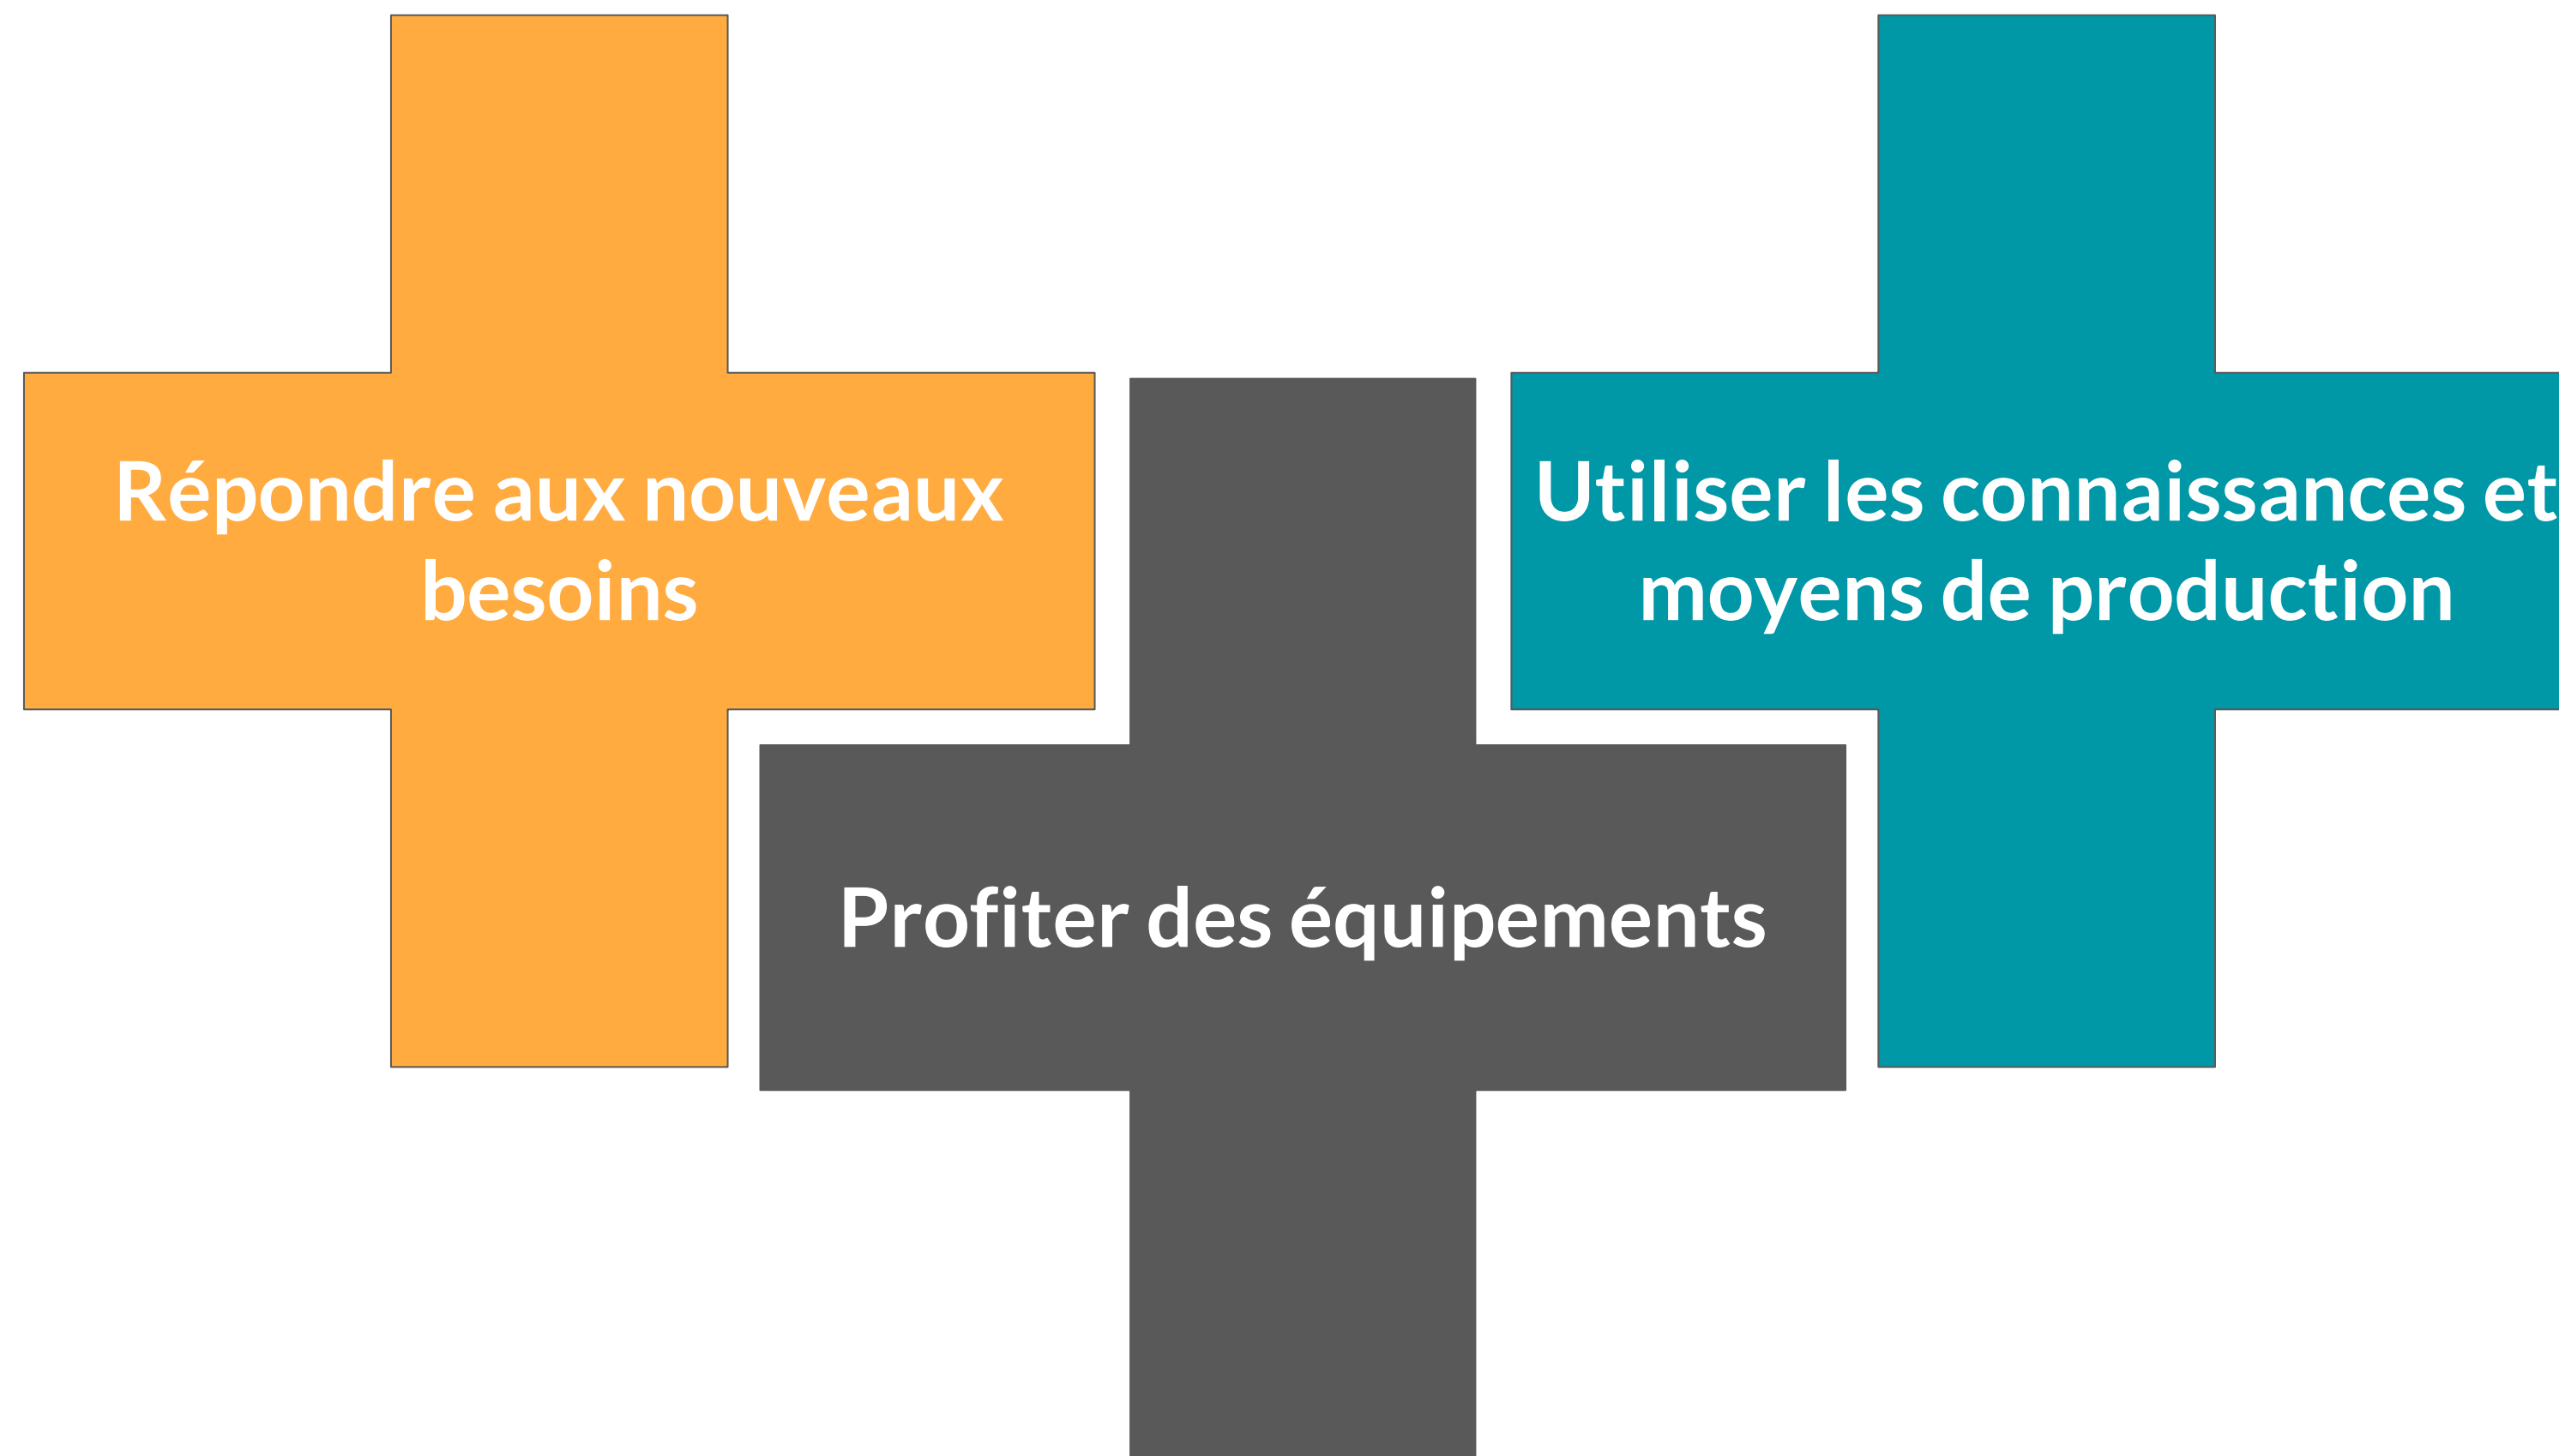 Répondre aux nouveaux
besoins
Utiliser les connaissances et
moyens de production
Profiter des équipements